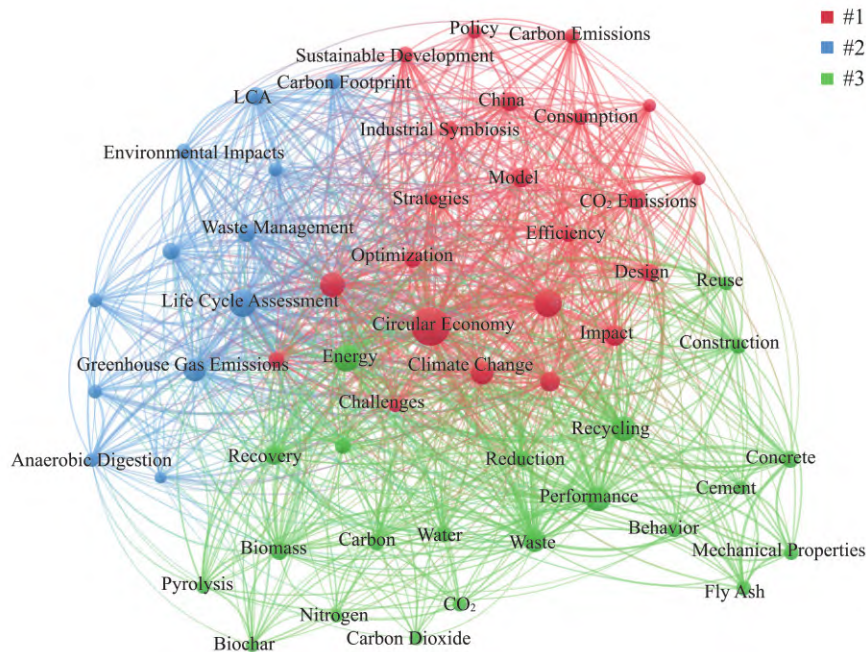 #1
#2
#3
Policy
Carbon Emissions
Sustainable Development
Carbon Footprint
LCA
China
Consumption
Industrial Symbiosis
Environmental Impacts
Model
Strategies
CO₂ Emissions
Waste Management
Efficiency
Optimization
Design
Reuse
Life Cycle Assessment
Circular Economy
Impact
Construction
Energy
Greenhouse Gas Emissions
Climate Change
Challenges
Recycling
Anaerobic Digestion
Recovery
Reduction
Concrete
Cement
Performance
Behavior
Water
Carbon
Waste
Biomass
Mechanical Properties
Pyrolysis
Fly Ash
CO₂
Nitrogen
Carbon Dioxide
Biochar